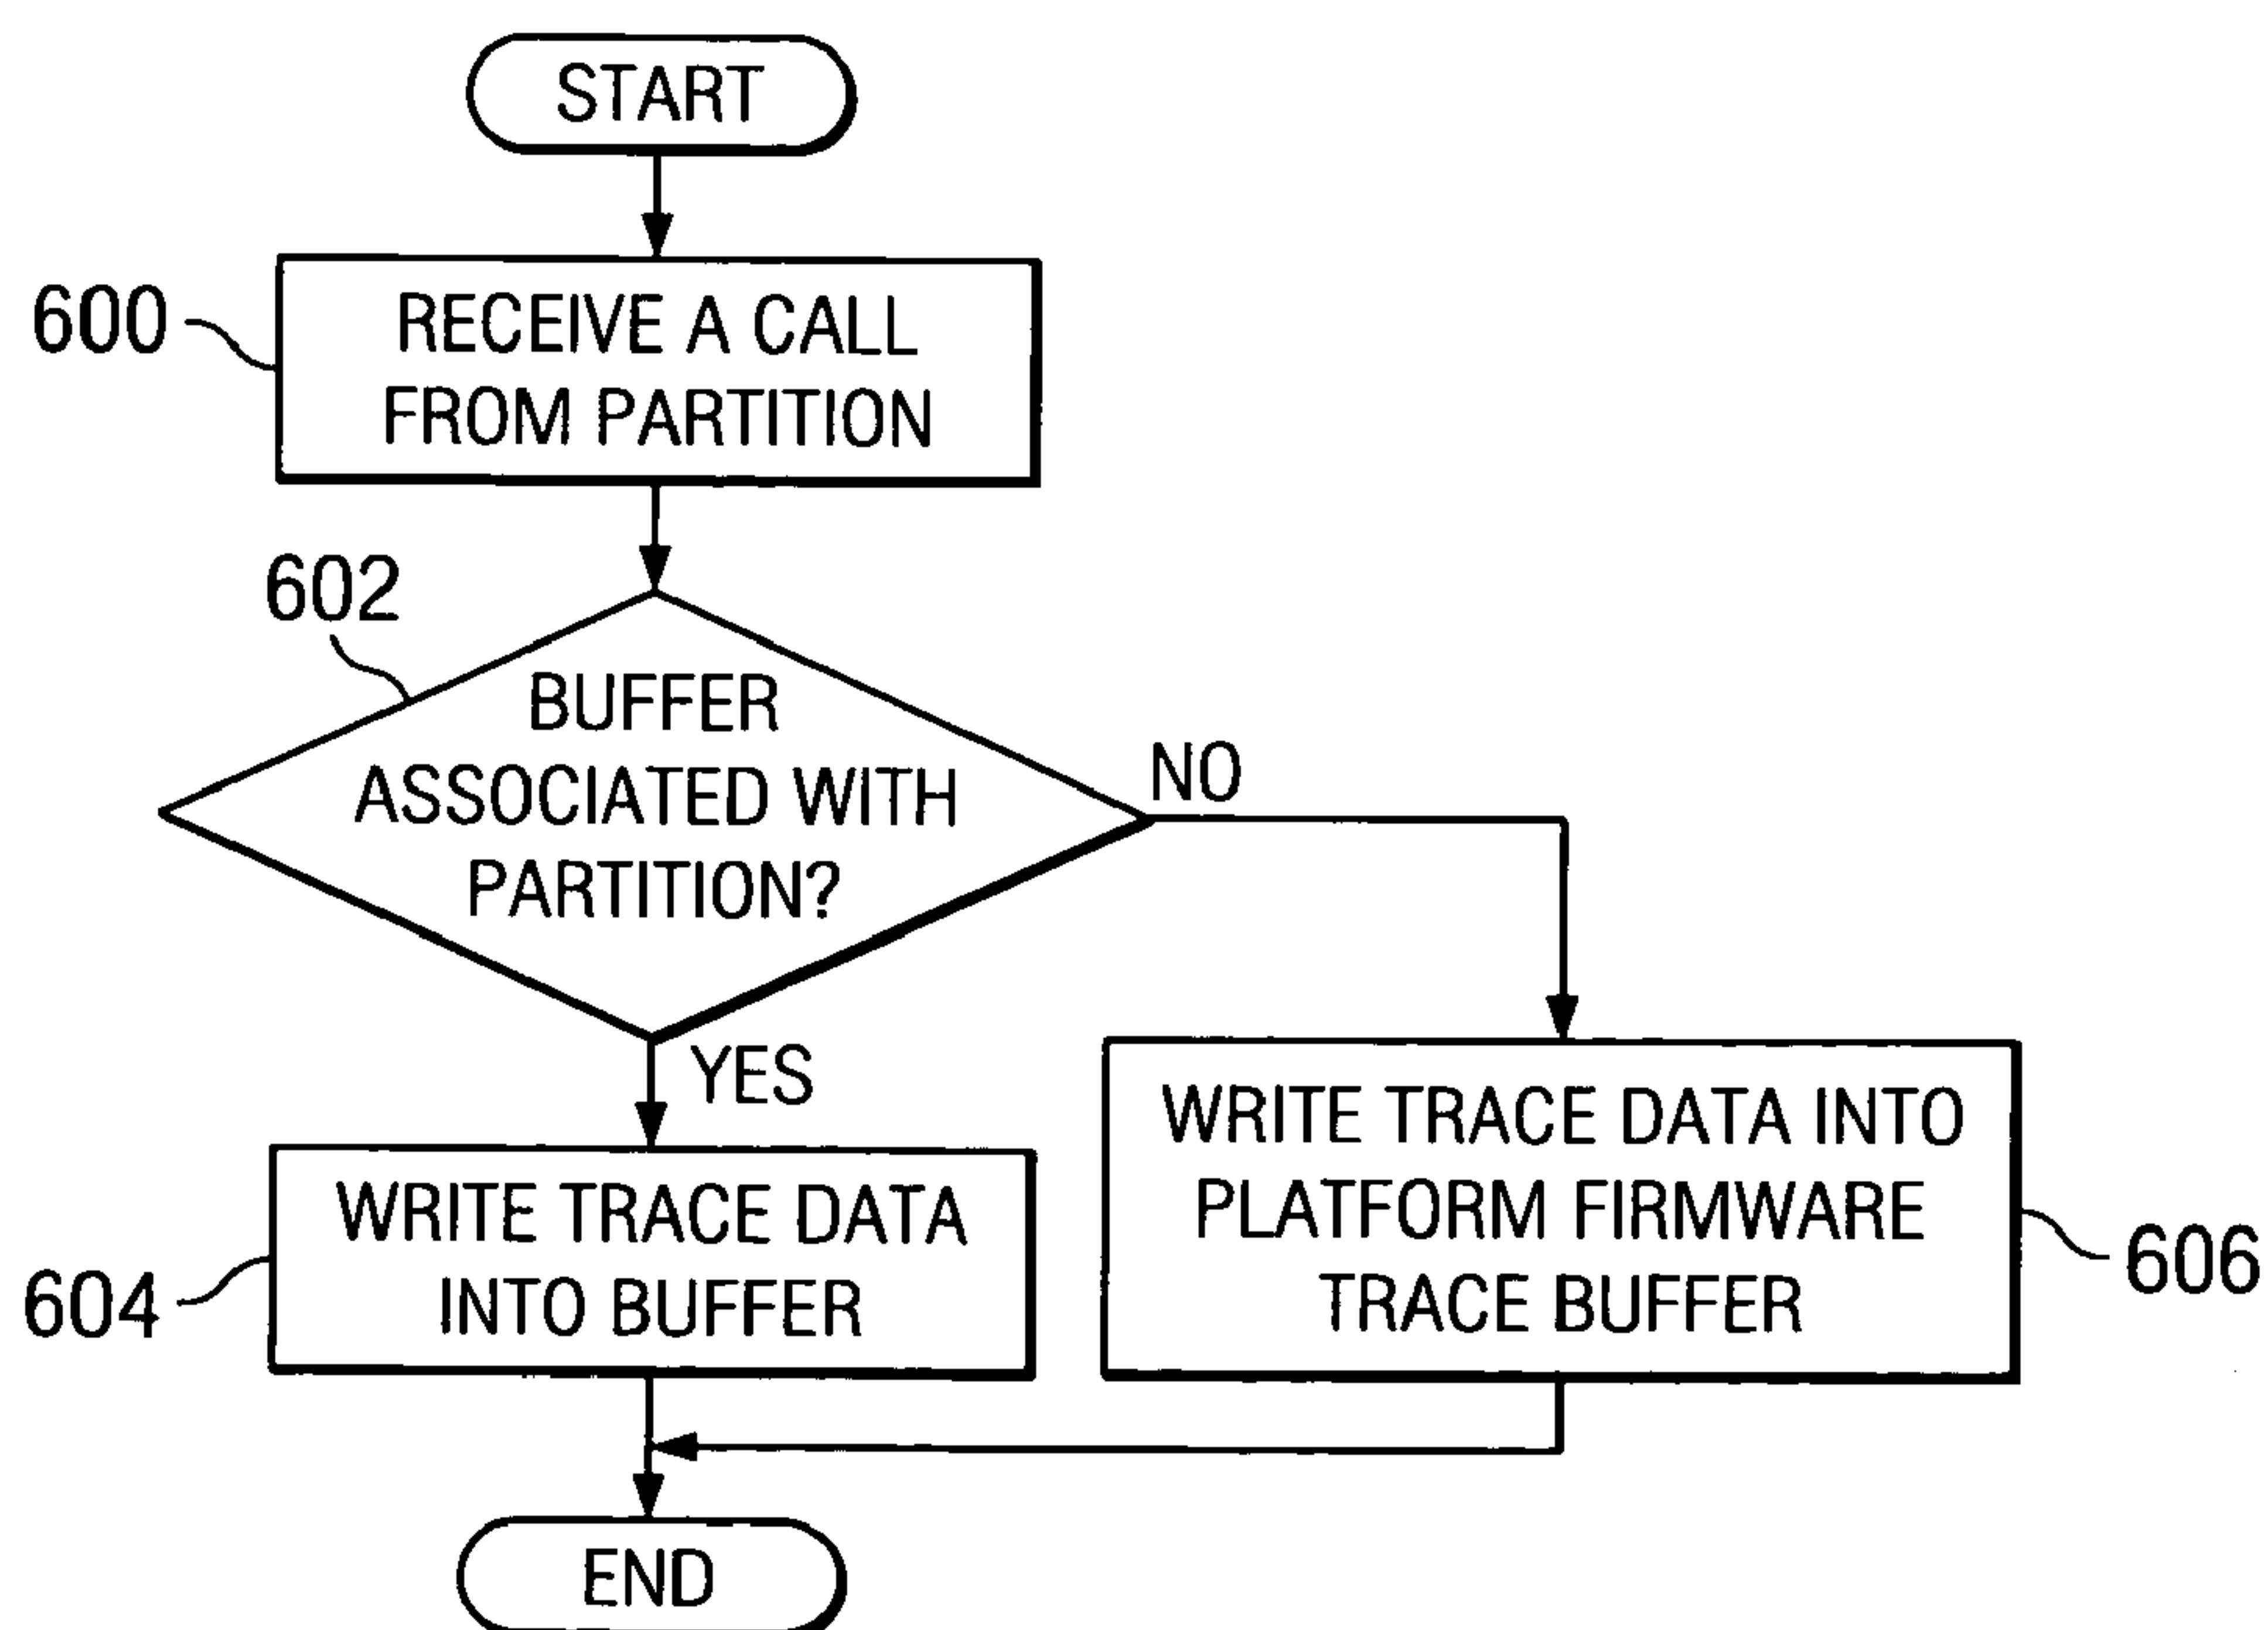 START
600
RECEIVE A CALL
FROM PARTITION
602
BUFFER
ASSOCIATED WITH
PARTITION?
NO
YES
WRITE TRACE DATA
INTO BUFFER
604
WRITE TRACE DATA INTO
PLATFORM FIRMWARE
TRACE BUFFER
606
END